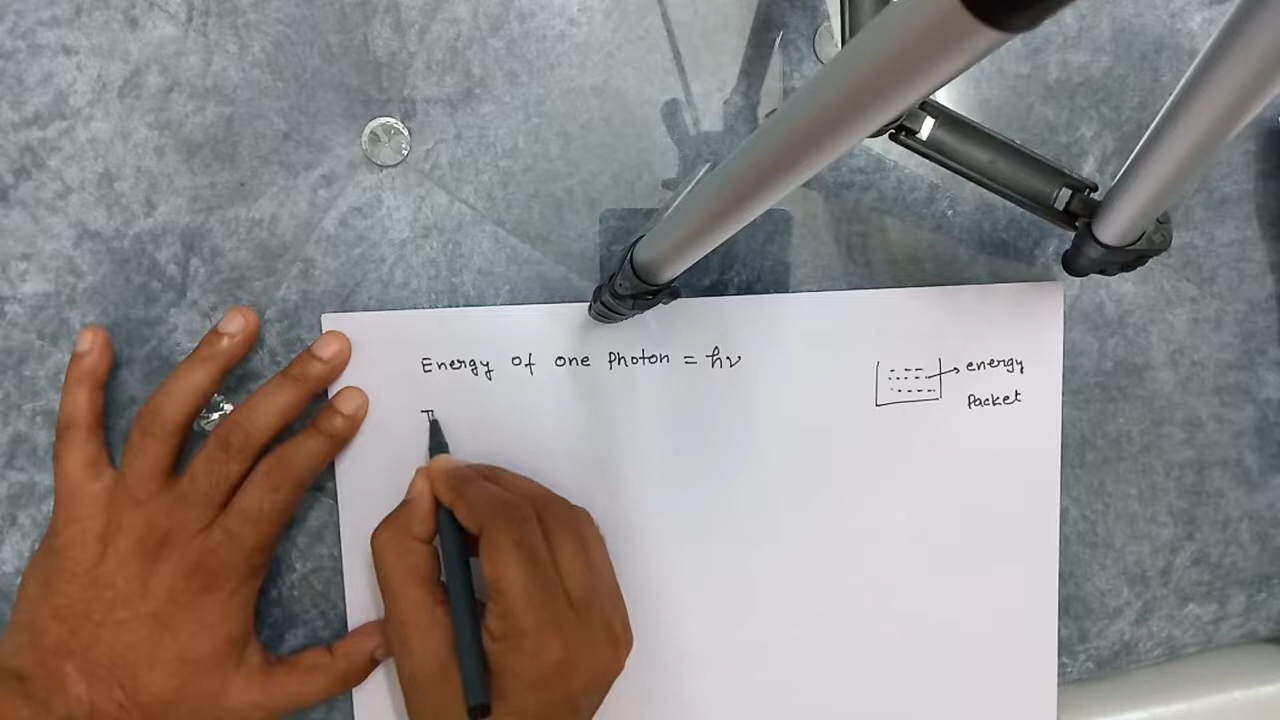 Energy of one Photon = hν
energy
Packet
T